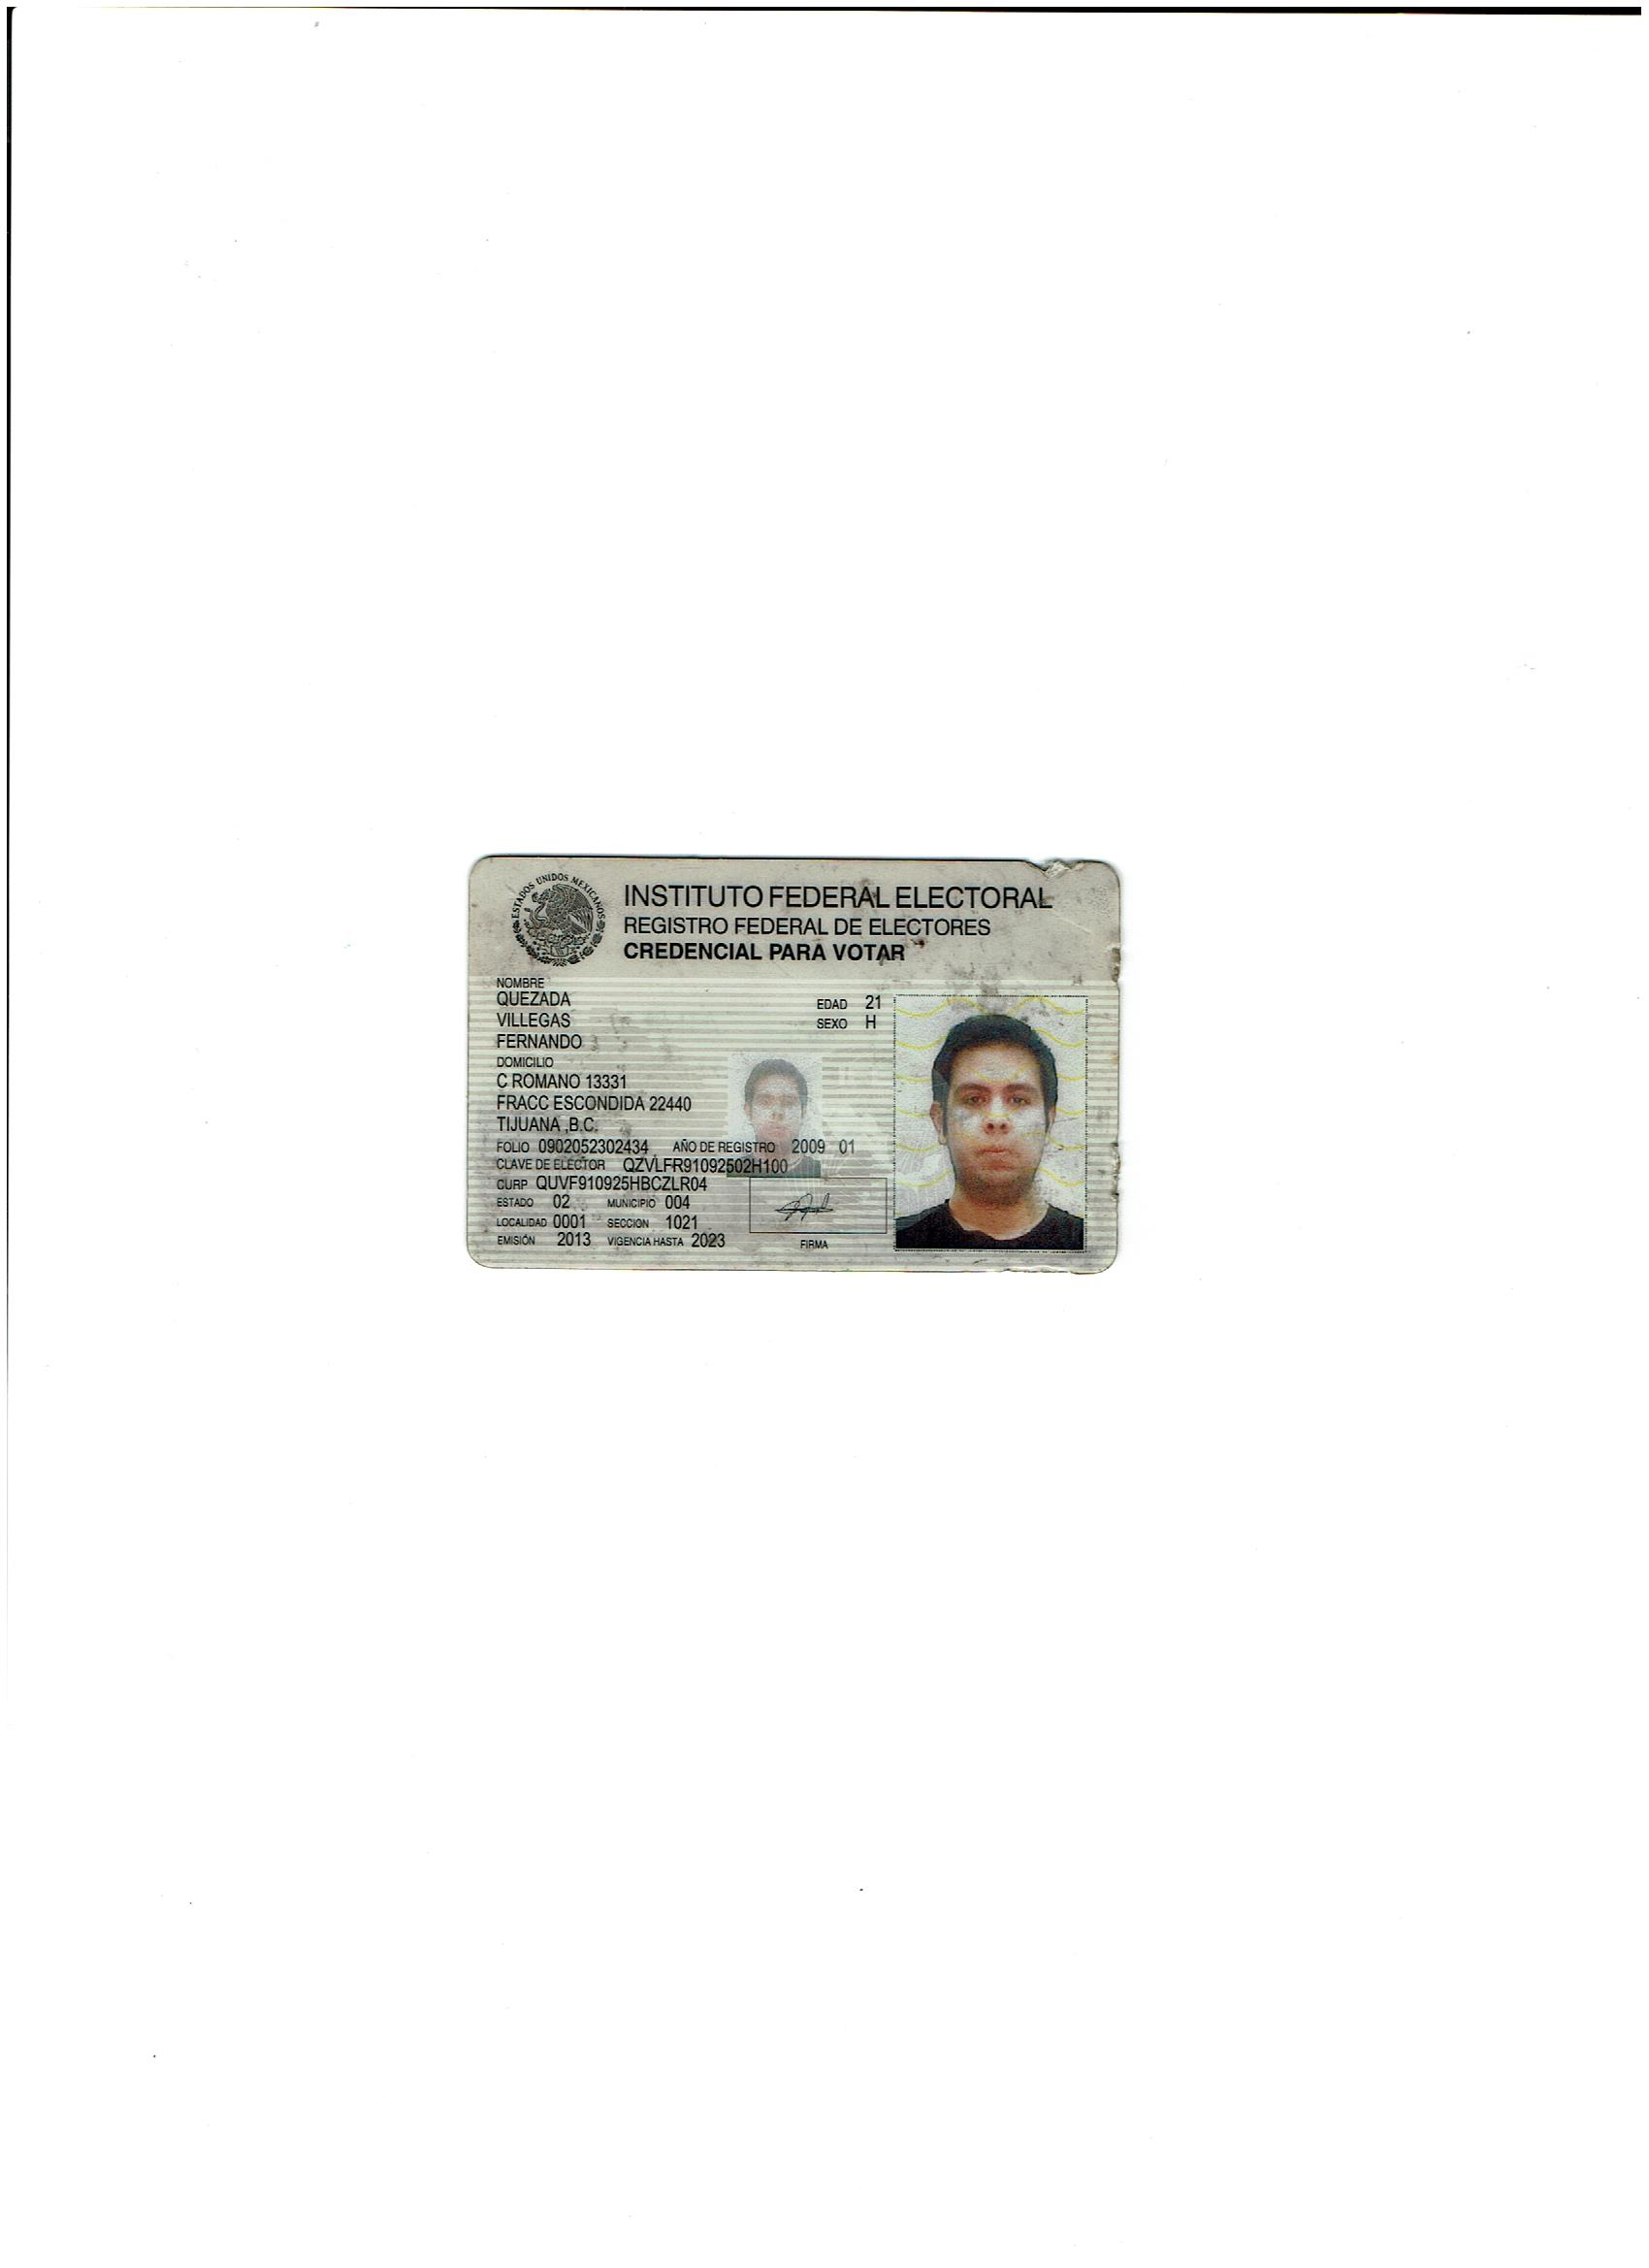 ESTADOS UNIDOS MEXICANOS
INSTITUTO FEDERAL ELECTORAL
REGISTRO FEDERAL DE ELECTORES
CREDENCIAL PARA VOTAR
NOMBRE
QUEZADA
VILLEGAS
FERNANDO
EDAD 21
SEXO H
DOMICILIO
C ROMANO 13331
FRACC ESCONDIDA 22440
TIJUANA ,B.C.
FOLIO 0902052302434 AÑO DE REGISTRO 2009 01
CLAVE DE ELECTOR QZVLFR91092502H100
CURP QUVF910925HBCZLR04
ESTADO 02 MUNICIPIO 004
LOCALIDAD 0001 SECCION 1021
EMISIÓN 2013 VIGENCIA HASTA 2023
FIRMA